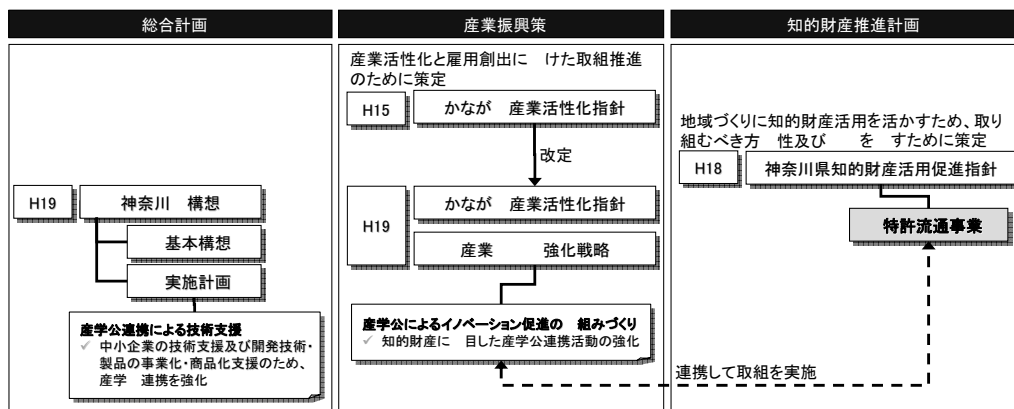 総合計画
H19
神奈川 構想
基本構想
実施計画
産学公連携による技術支援
✓ 中小企業の技術支援及び開発技術・
製品の事業化・商品化支援のため、
産学 連携を強化
産業振興策
産業活性化と雇用創出に けた取組推進
のために策定
H15
かなが 産業活性化指針
改定
H19
かなが 産業活性化指針
産業 強化戦略
産学公によるイノベーション促進の 組みづくり
✓ 知的財産に 目した産学公連携活動の強化
知的財産推進計画
地域づくりに知的財産活用を活かすため、取り
組むべき方 性及び を すために策定
H18
神奈川県知的財産活用促進指針
特許流通事業
連携して取組を実施